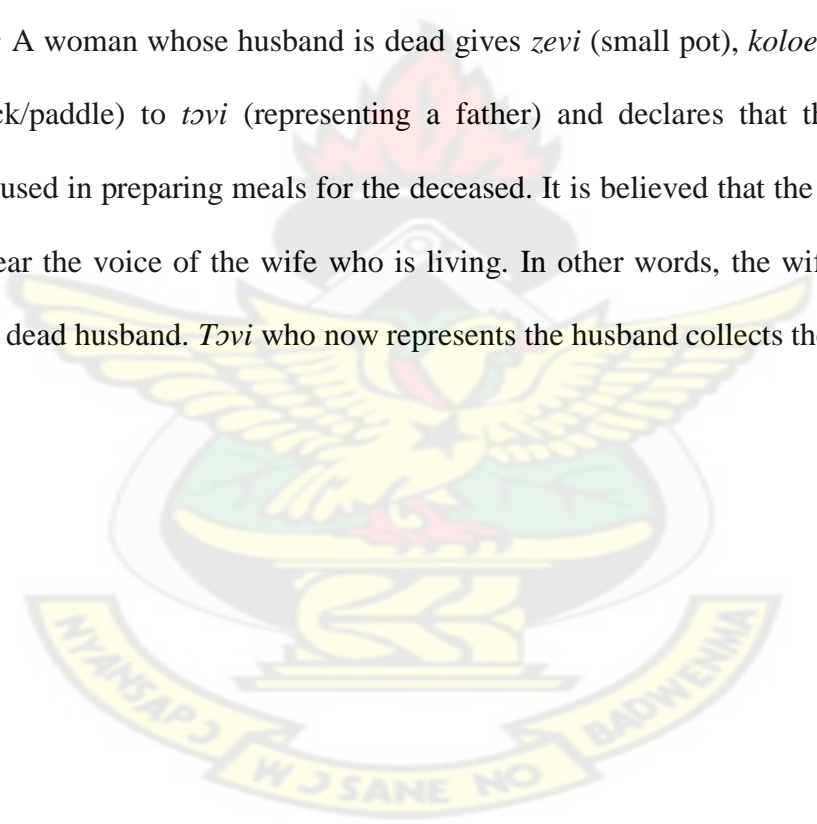 A woman whose husband is dead gives zevi (small pot), koloe
ck/paddle) to tɔvi (representing a father) and declares that th
used in preparing meals for the deceased. It is believed that the
ear the voice of the wife who is living. In other words, the wif
dead husband. Tɔvi who now represents the husband collects the
NYANSAPƆ
WƆSANE NO
BADWENMA